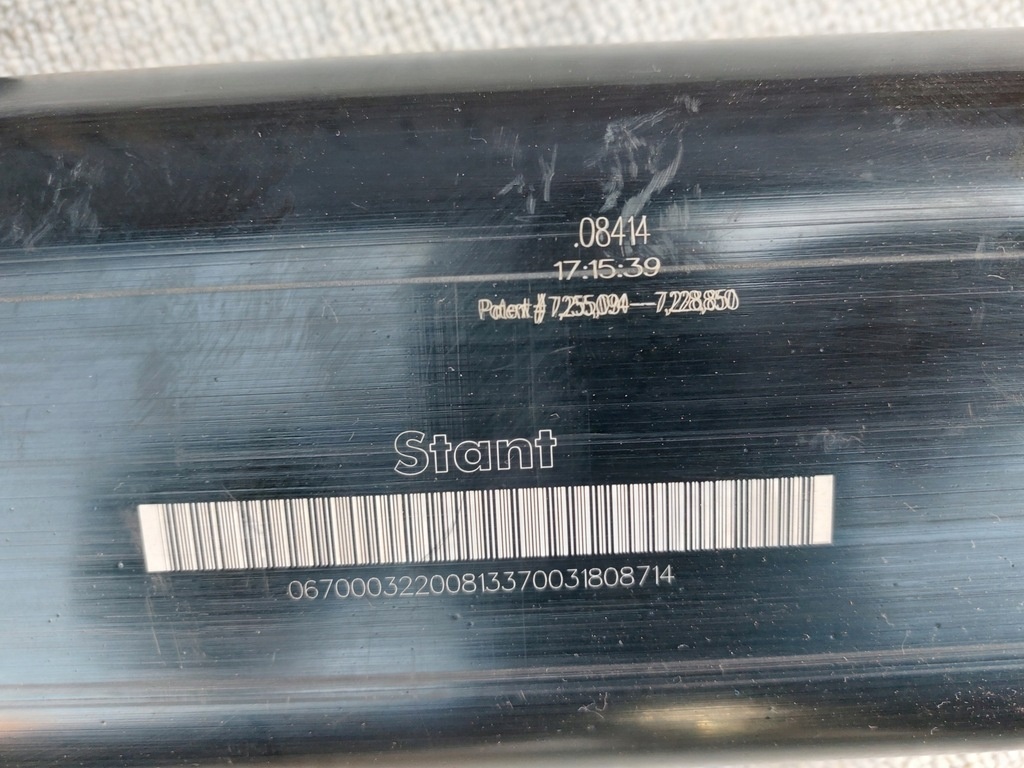 .08414
17:15:39
Patent # 7,255,094 — 7,228,850
Stant
06700032200813370031808714